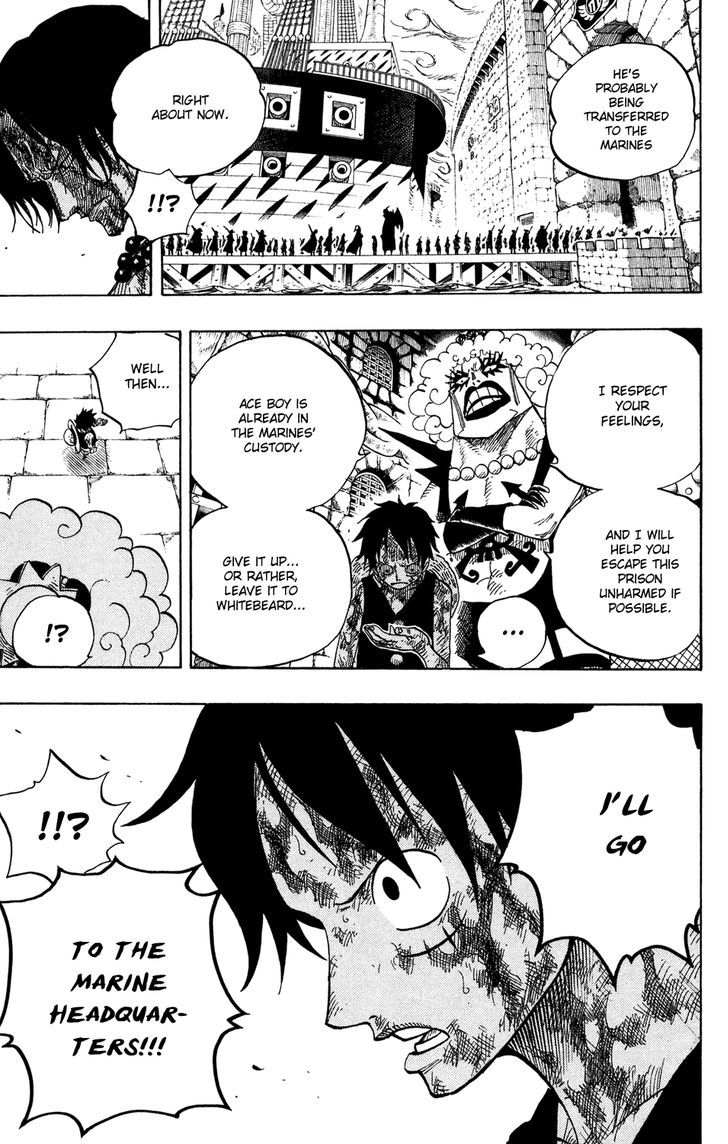 HE'S
PROBABLY
BEING
TRANSFERRED
TO THE
MARINES
RIGHT
ABOUT NOW.
!!?
I RESPECT
YOUR
FEELINGS,
AND I WILL
HELP YOU
ESCAPE THIS
PRISON
UNHARMED IF
POSSIBLE.
...
ACE BOY IS
ALREADY IN
THE MARINES'
CUSTODY.
GIVE IT UP...
OR RATHER,
LEAVE IT TO
WHITEBEARD...
WELL
THEN...
!?
I'LL
GO
!!?
TO THE
MARINE
HEADQUAR-
TERS!!!